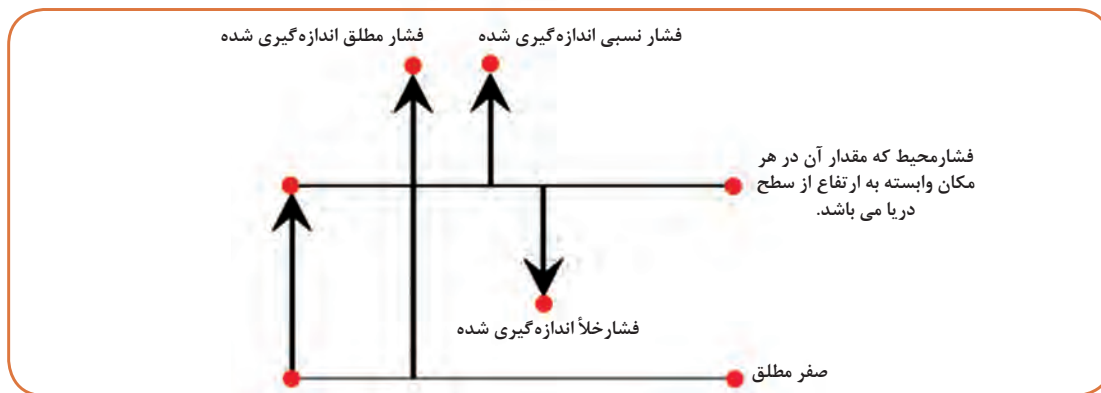 فشار نسبی اندازه‌گیری شده
فشار مطلق اندازه‌گیری شده
فشارمحیط که مقدار آن در هر
مکان وابسته به ارتفاع از سطح
دریا می باشد.
فشارخلأ اندازه‌گیری شده
صفر مطلق